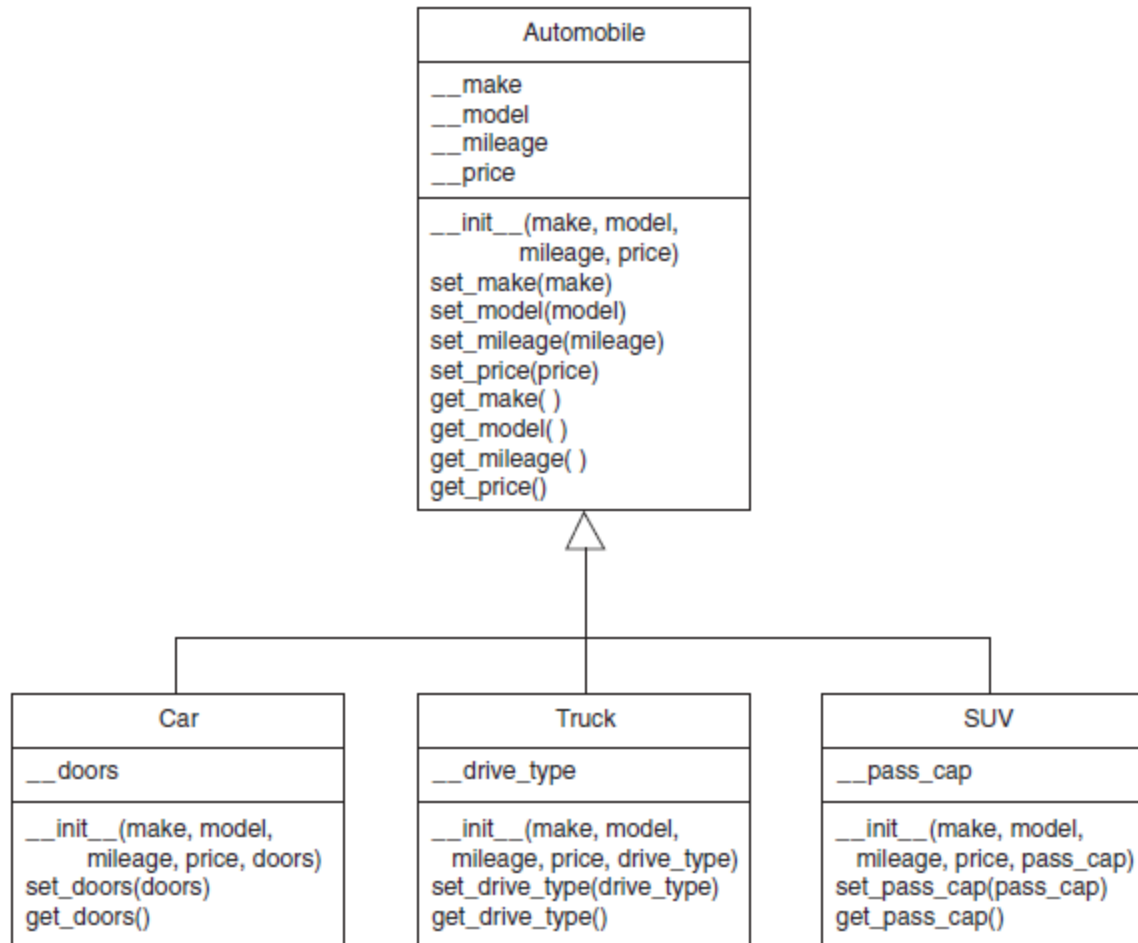 Automobile
__make
__model
__mileage
__price
__init__(make, model,
mileage, price)
set_make(make)
set_model(model)
set_mileage(mileage)
set_price(price)
get_make( )
get_model( )
get_mileage( )
get_price()
Car
__doors
__init__(make, model,
mileage, price, doors)
set_doors(doors)
get_doors()
Truck
__drive_type
__init__(make, model,
mileage, price, drive_type)
set_drive_type(drive_type)
get_drive_type()
SUV
__pass_cap
__init__(make, model,
mileage, price, pass_cap)
set_pass_cap(pass_cap)
get_pass_cap()